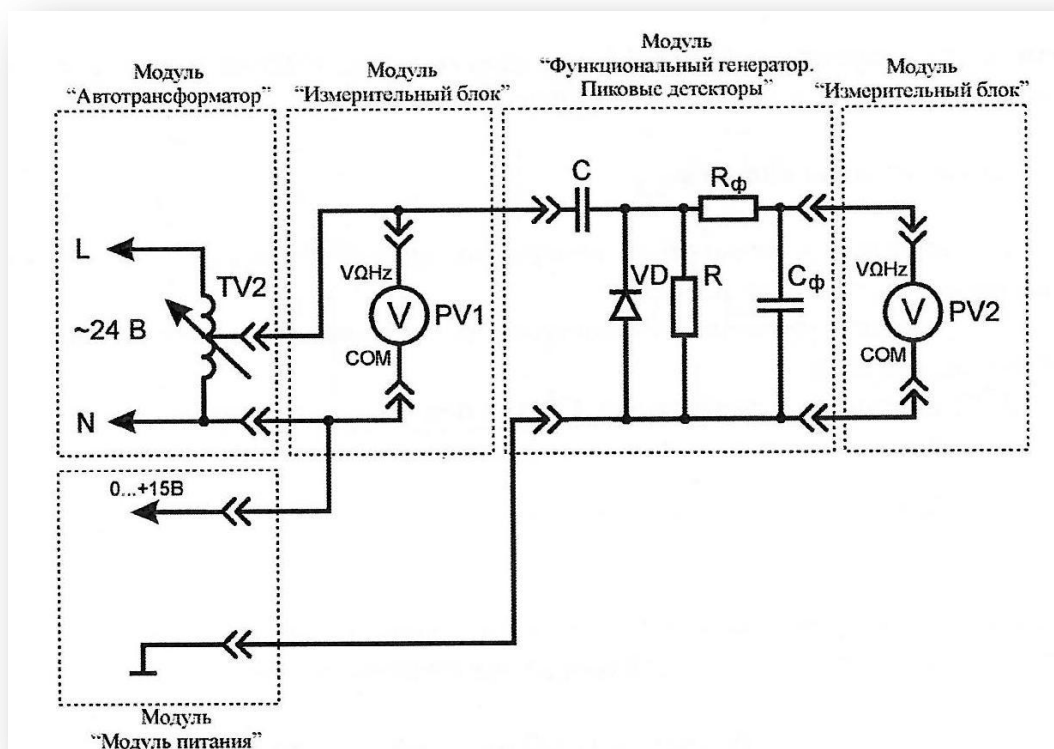 Модуль
“Автотрансформатор”
Модуль
“Измерительный блок”
Модуль
“Функциональный генератор.
Пиковые детекторы”
Модуль
“Измерительный блок”
L
TV2
~24 В
N
VΩHz
V
PV1
COM
C
VD
R
Rф
Cф
VΩHz
V
PV2
COM
0...+15В
Модуль
“Модуль питания”